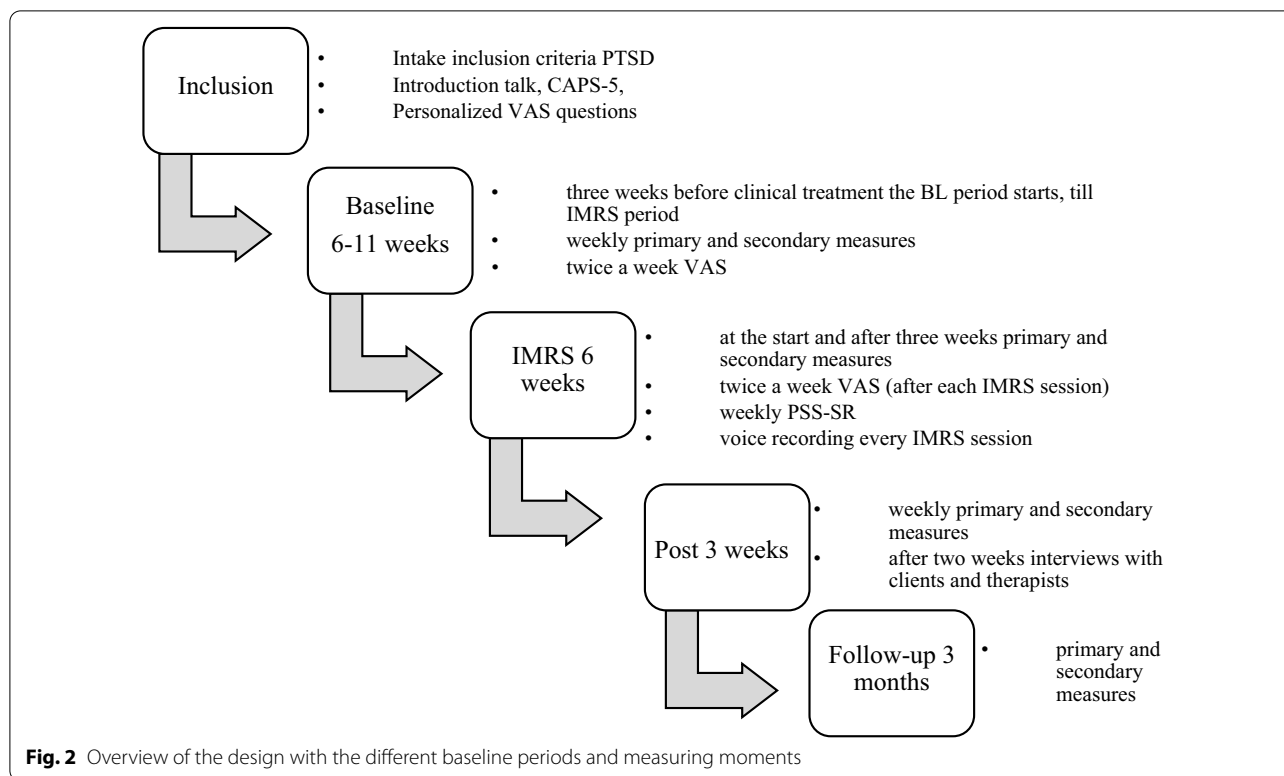 Inclusion
• Intake inclusion criteria PTSD
• Introduction talk, CAPS-5,
• Personalized VAS questions
Baseline
6-11 weeks
• three weeks before clinical treatment the BL period starts, till
IMRS period
• weekly primary and secondary measures
• twice a week VAS
IMRS 6
weeks
• at the start and after three weeks primary and
secondary measures
• twice a week VAS (after each IMRS session)
• weekly PSS-SR
• voice recording every IMRS session
Post 3 weeks
• weekly primary and secondary
measures
• after two weeks interviews with
clients and therapists
Follow-up 3
months
• primary and
secondary
measures
Fig. 2 Overview of the design with the different baseline periods and measuring moments